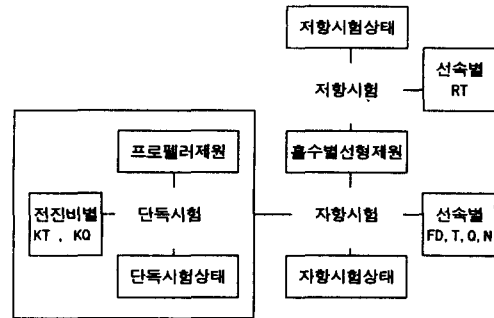 저항시험상태
저항시험
선속별
RT
프로펠러제원
흘수별선형제원
전진비별
KT , KQ
단독시험
자항시험
선속별
FD, T, Q, N
단독시험상태
자항시험상태